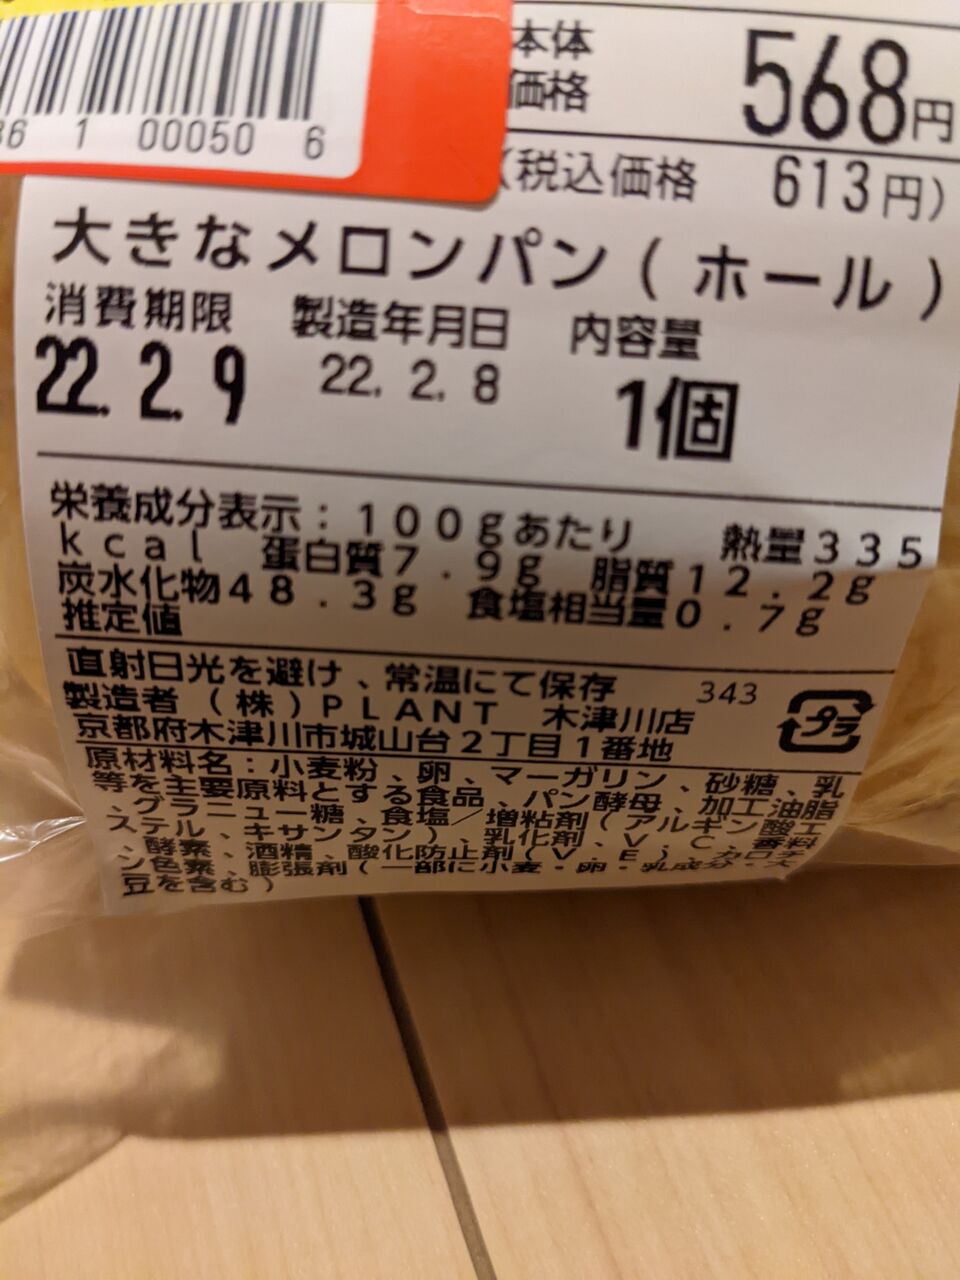 本体
価格
568円
36 1 00050 6
(税込価格 613円)
大きなメロンパン(ホール)
消費期限 製造年月日 内容量
22.2.9 22.2.8 1個
栄養成分表示:100gあたり 熱量335
kcal 蛋白質7.9g 脂質12.2g
炭水化物48.3g 食塩相当量0.7g
推定値
直射日光を避け、常温にて保存 343
製造者(株)PLANT 木津川店
プラ
京都府木津川市城山台2丁目1番地
原材料名:小麦粉、卵、マーガリン、砂糖、乳
等を主要原料とする食品、パン酵母、加工油脂
、グラニュー糖、食塩/増粘剤(アルギン酸エ
ステル、キサンタン)、乳化剤、V.C、香料
、酵素、酒精、酸化防止剤(V.E)、カロチ
ン色素、膨張剤(一部に小麦・卵・乳成分・大
豆を含む)